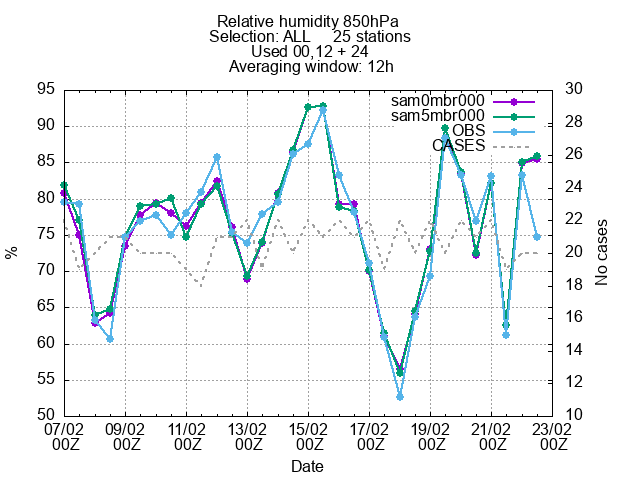 Relative humidity 850hPa
Selection: ALL 25 stations
Used 00,12 + 24
Averaging window: 12h
sam0mbr000
sam5mbr000
OBS
CASES
95
90
85
80
75
70
65
60
55
50
%
30
28
26
24
22
20
18
16
14
12
10
No cases
07/02 09/02 11/02 13/02 15/02 17/02 19/02 21/02 23/02
00Z 00Z 00Z 00Z 00Z 00Z 00Z 00Z 00Z
Date